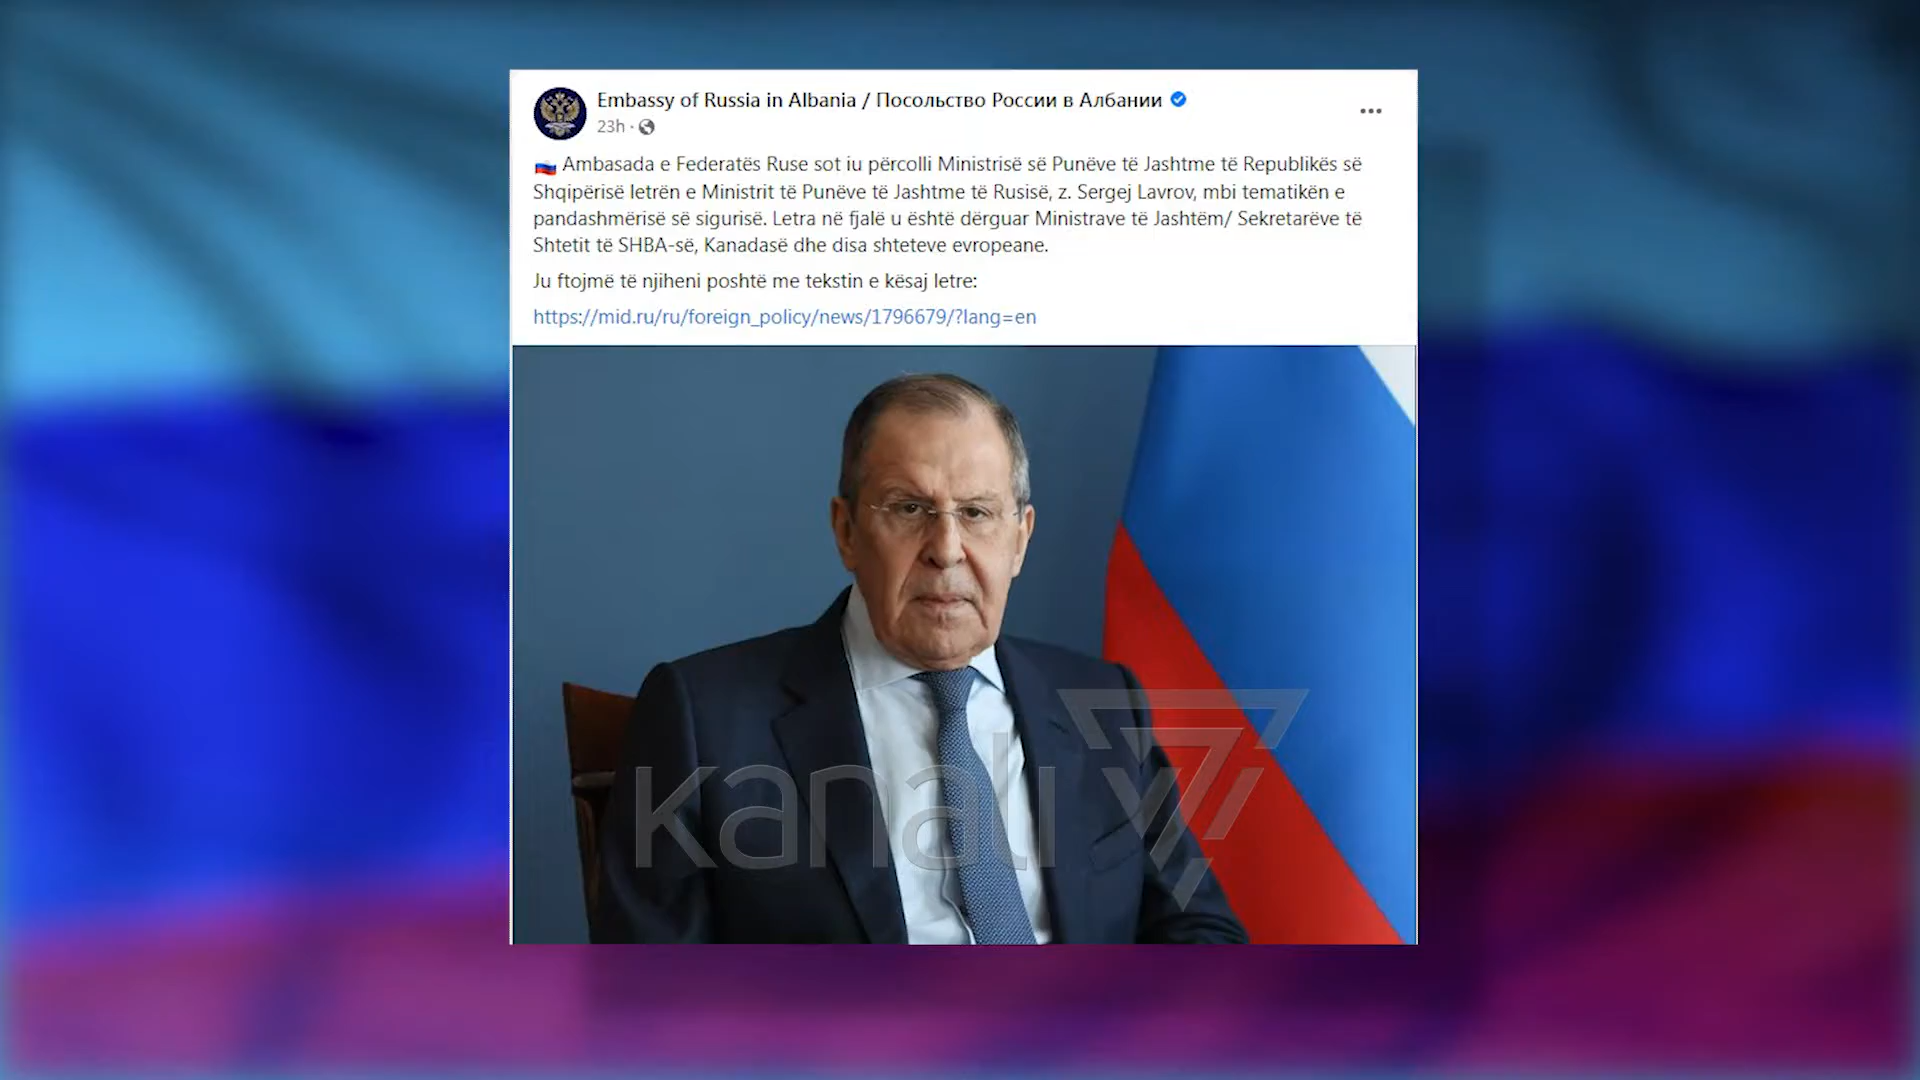 Embassy of Russia in Albania / Посольство России в Албании
23h ·
Ambasada e Federatës Ruse sot iu përcolli Ministrisë së Punëve të Jashtme të Republikës së
Shqipërisë letrën e Ministrit të Punëve të Jashtme të Rusisë, z. Sergej Lavrov, mbi tematikën e
pandashmërisë së sigurisë. Letra në fjalë u është dërguar Ministrave të Jashtëm/ Sekretarëve të
Shtetit të SHBA-së, Kanadasë dhe disa shteteve evropeane.
Ju ftojmë të njiheni poshtë me tekstin e kësaj letre:
https://mid.ru/ru/foreign_policy/news/1796679/?lang=en
kanali 7